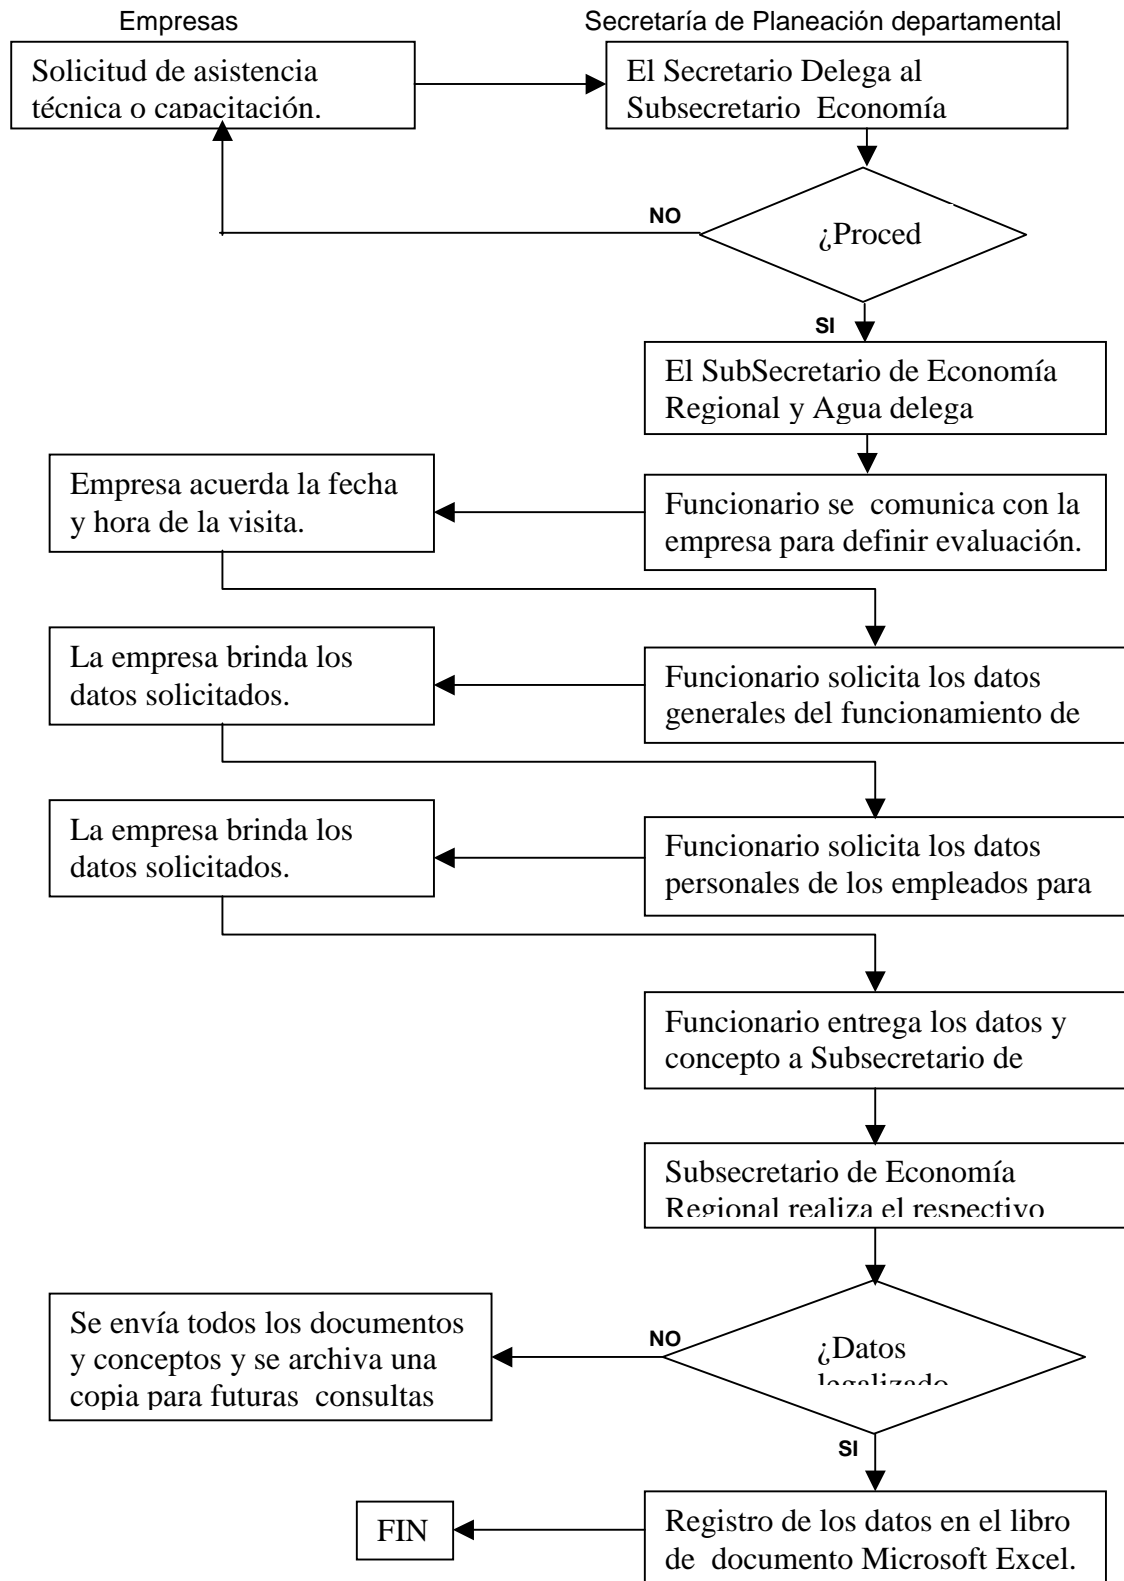 Empresas
Secretaría de Planeación departamental
Solicitud de asistencia
técnica o capacitación.
El Secretario Delega al
Subsecretario Economía
¿Proced
NO
SI
El SubSecretario de Economía
Regional y Agua delega
Funcionario se comunica con la
empresa para definir evaluación.
Empresa acuerda la fecha
y hora de la visita.
Funcionario solicita los datos
generales del funcionamiento de
La empresa brinda los
datos solicitados.
Funcionario solicita los datos
personales de los empleados para
La empresa brinda los
datos solicitados.
Funcionario entrega los datos y
concepto a Subsecretario de
Subsecretario de Economía
Regional realiza el respectivo
¿Datos
legalizado
NO
Se envía todos los documentos
y conceptos y se archiva una
copia para futuras consultas
SI
Registro de los datos en el libro
de documento Microsoft Excel.
FIN